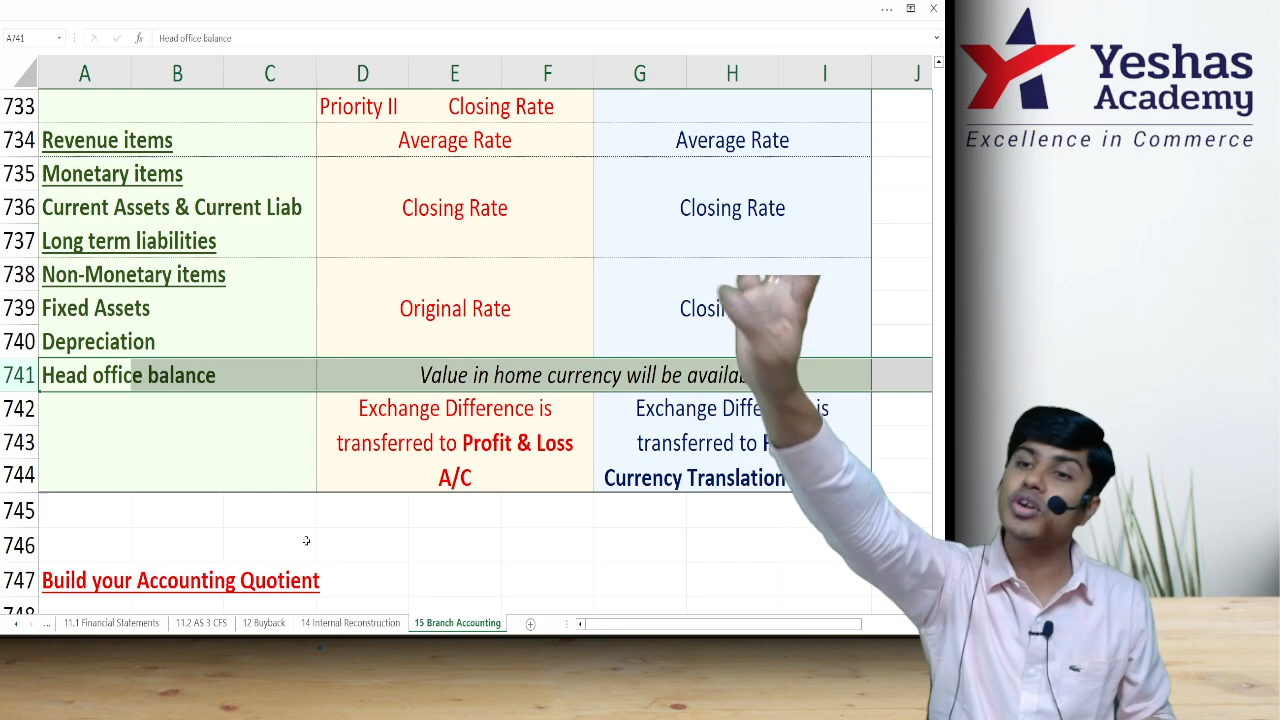 A741
fx
Head office balance
A B C D E F G H I J
733 Priority II Closing Rate
734 Revenue items Average Rate Average Rate
735 Monetary items
736 Current Assets & Current Liab Closing Rate Closing Rate
737 Long term liabilities
738 Non-Monetary items
739 Fixed Assets Original Rate
740 Depreciation
741 Head office balance Value in home currency will be
742 Exchange Difference is Exchange is
743 transferred to Profit & Loss transferred to
744 A/C Currency Translation
745
746
747 Build your Accounting Quotient
748
... 11.1 Financial Statements 11.2 AS 3 CFS 12 Buyback 14 Internal Reconstruction 15 Branch Accounting
Yeshas
Academy
Excellence in Commerce